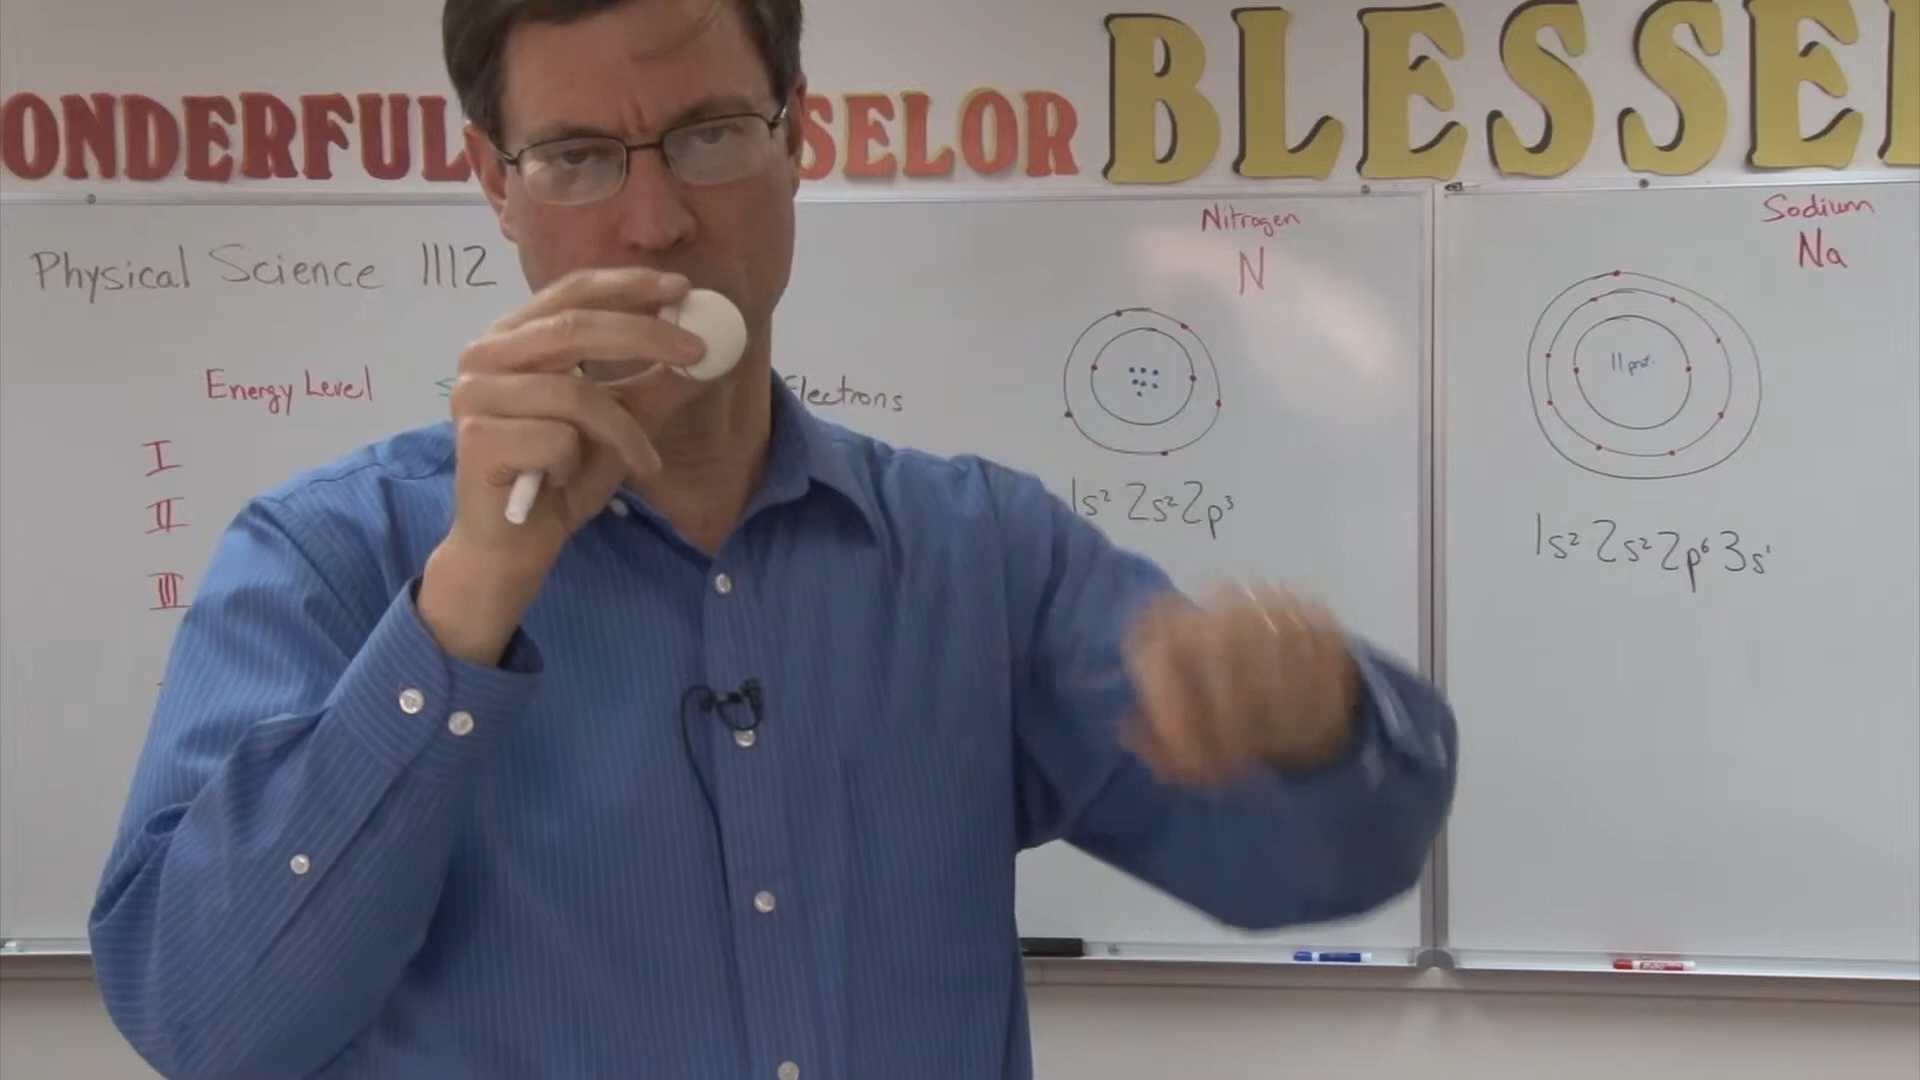 ONDERFUL SELOR BLESSE
Physical Science 1112
Energy Level S Electrons
I
II
III
Nitrogen
N
1s² 2s² 2p³
Sodium
Na
11 prot.
1s² 2s² 2p⁶ 3s¹